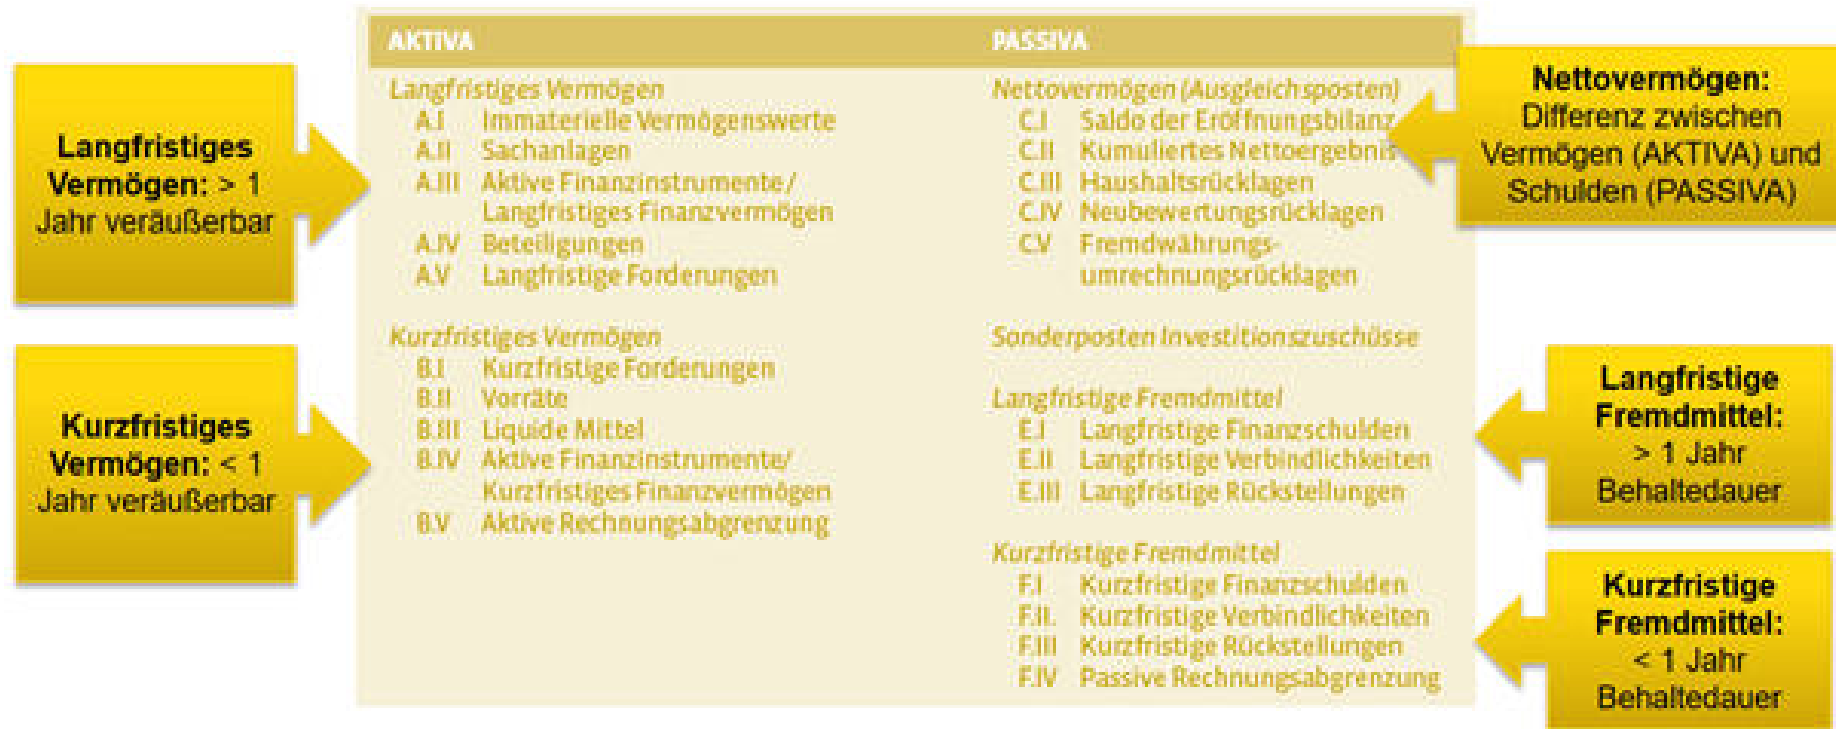 AKTIVA
Langfristiges Vermögen
A.I Immaterielle Vermögenswerte
A.II Sachanlagen
A.III Aktive Finanzinstrumente/
Langfristiges Finanzvermögen
A.IV Beteiligungen
A.V Langfristige Forderungen
Kurzfristiges Vermögen
B.I Kurzfristige Forderungen
B.II Vorräte
B.III Liquide Mittel
B.IV Aktive Finanzinstrumente/
Kurzfristiges Finanzvermögen
B.V Aktive Rechnungsabgrenzung
PASSIVA
Nettovermögen (Ausgleichsposten)
C.I Saldo der Eröffnungsbilanz
C.II Kumuliertes Nettoergebnis
C.III Haushaltsrücklagen
C.IV Neubewertungsrücklagen
C.V Fremdwährungs-
umrechnungsrücklagen
Sonderposten Investitionszuschüsse
Langfristige Fremdmittel
E.I Langfristige Finanzschulden
E.II Langfristige Verbindlichkeiten
E.III Langfristige Rückstellungen
Kurzfristige Fremdmittel
F.I Kurzfristige Finanzschulden
F.II. Kurzfristige Verbindlichkeiten
F.III Kurzfristige Rückstellungen
F.IV Passive Rechnungsabgrenzung
Langfristiges
Vermögen: > 1
Jahr veräußerbar
Kurzfristiges
Vermögen: < 1
Jahr veräußerbar
Nettovermögen:
Differenz zwischen
Vermögen (AKTIVA) und
Schulden (PASSIVA)
Langfristige
Fremdmittel:
> 1 Jahr
Behaltedauer
Kurzfristige
Fremdmittel:
< 1 Jahr
Behaltedauer